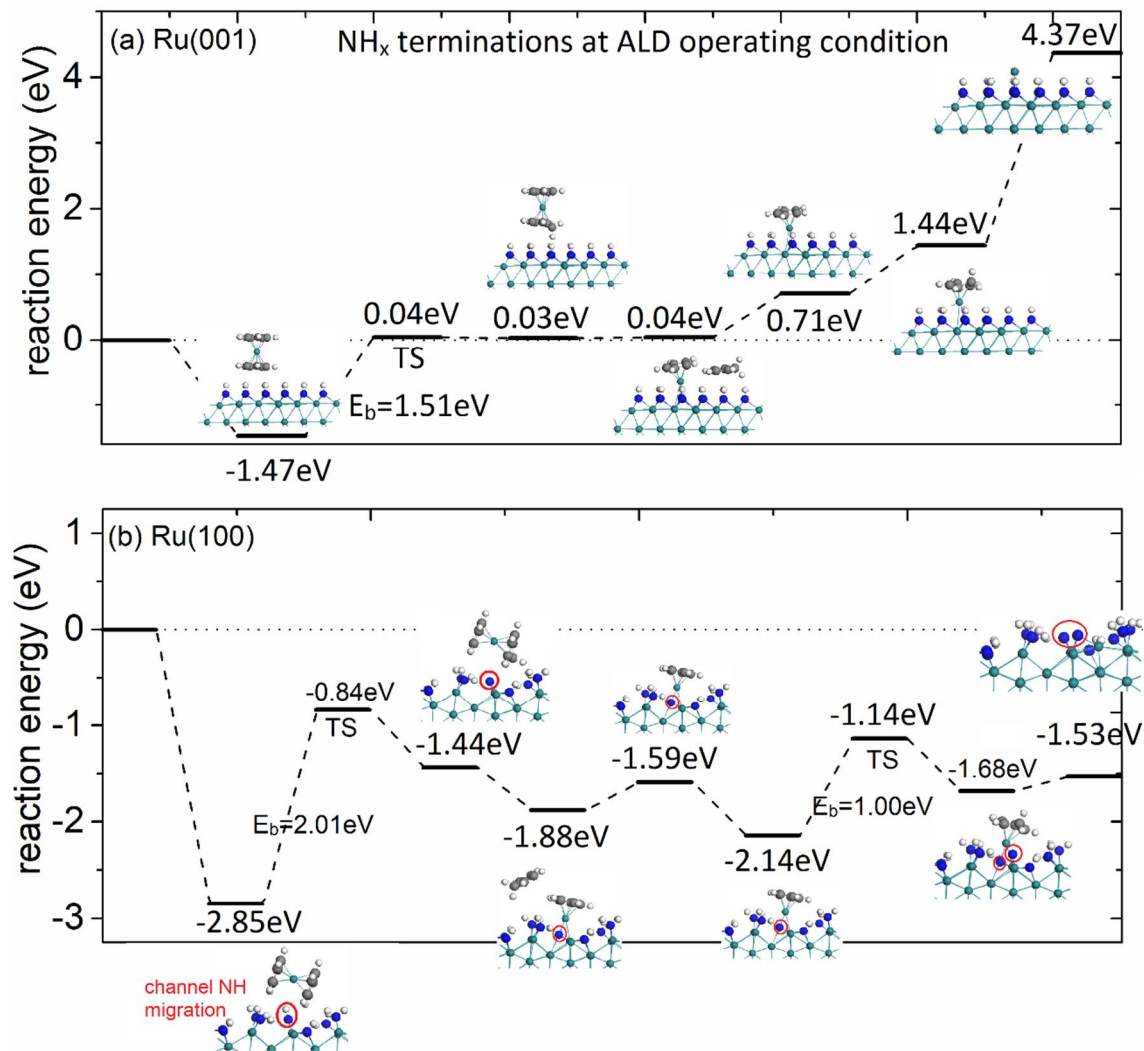 (a) Ru(001) NHx terminations at ALD operating condition
4.37eV
reaction energy (eV)
4
2
0
1.44eV
0.04eV
0.03eV
0.04eV
0.71eV
TS
Eb=1.51eV
-1.47eV
(b) Ru(100)
reaction energy (eV)
1
0
-1
-2
-3
-0.84eV
TS
-1.44eV
-1.59eV
-1.14eV
TS
-1.53eV
-1.68eV
Eb=2.01eV
Eb=1.00eV
-1.88eV
-2.14eV
-2.85eV
channel NH
migration